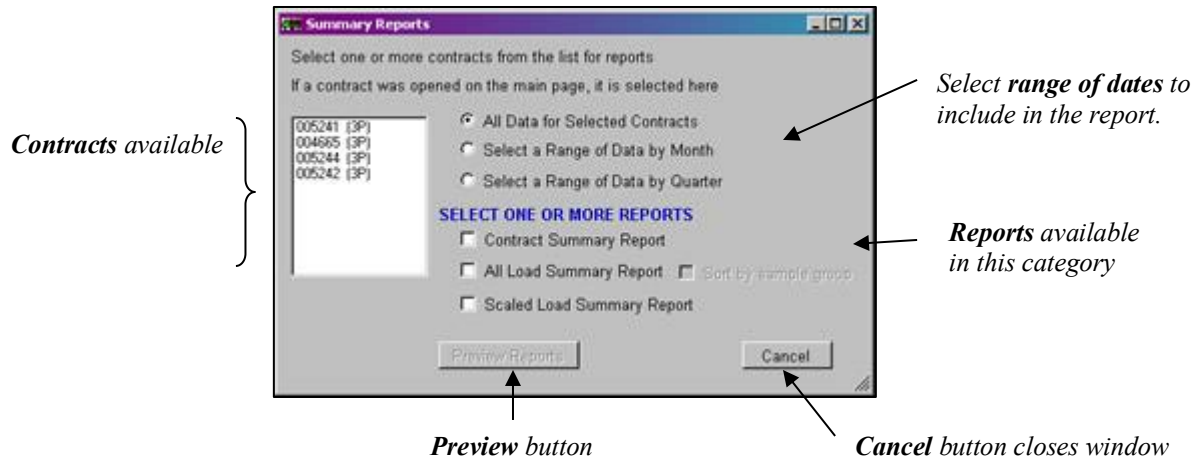 Summary Reports
Select one or more contracts from the list for reports
If a contract was opened on the main page, it is selected here
Contracts available
005241 (3P)
004665 (3P)
005244 (3P)
005242 (3P)
All Data for Selected Contracts
Select a Range of Data by Month
Select a Range of Data by Quarter
Select range of dates to
include in the report.
SELECT ONE OR MORE REPORTS
Contract Summary Report
All Load Summary Report
Sort by sample group
Scaled Load Summary Report
Reports available
in this category
Preview Reports
Cancel
Preview button
Cancel button closes window